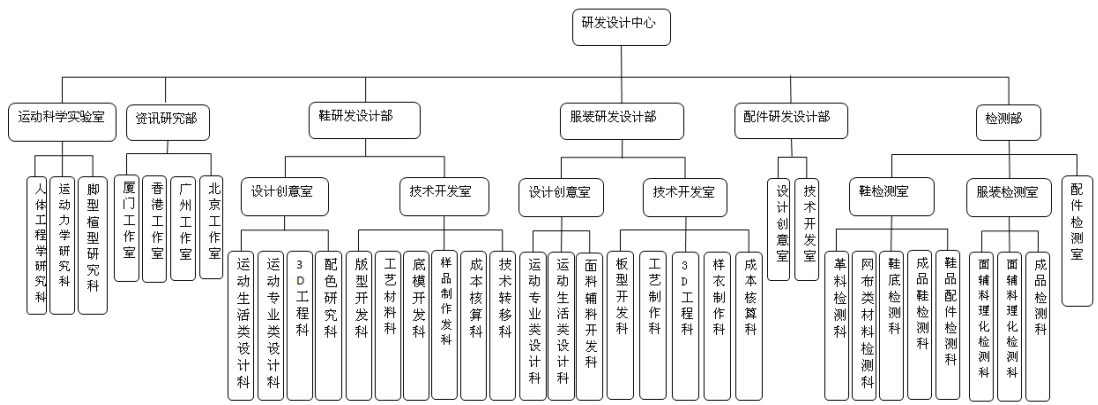 研发设计中心
运动科学实验室
资讯研究部
鞋研发设计部
服装研发设计部
配件研发设计部
检测部
人体工程学研究科
运动力学研究科
脚型楦型研究科
厦门工作室
香港工作室
广州工作室
北京工作室
设计创意室
技术开发室
设计创意室
技术开发室
设计创意室
技术开发室
鞋检测室
服装检测室
配件检测室
运动生活类设计科
运动专业类设计科
3D工程科
配色研究科
版型开发科
工艺材料科
底模开发科
样品制作发科
成本核算科
技术转移科
运动专业类设计科
运动生活类设计科
面料辅料开发科
板型开发科
工艺制作科
3D工程科
样衣制作科
成本核算科
革料检测科
网布类材料检测科
鞋底检测科
成品鞋检测科
鞋品配件检测科
面辅料理化检测科
面辅料理化检测科
成品检测科